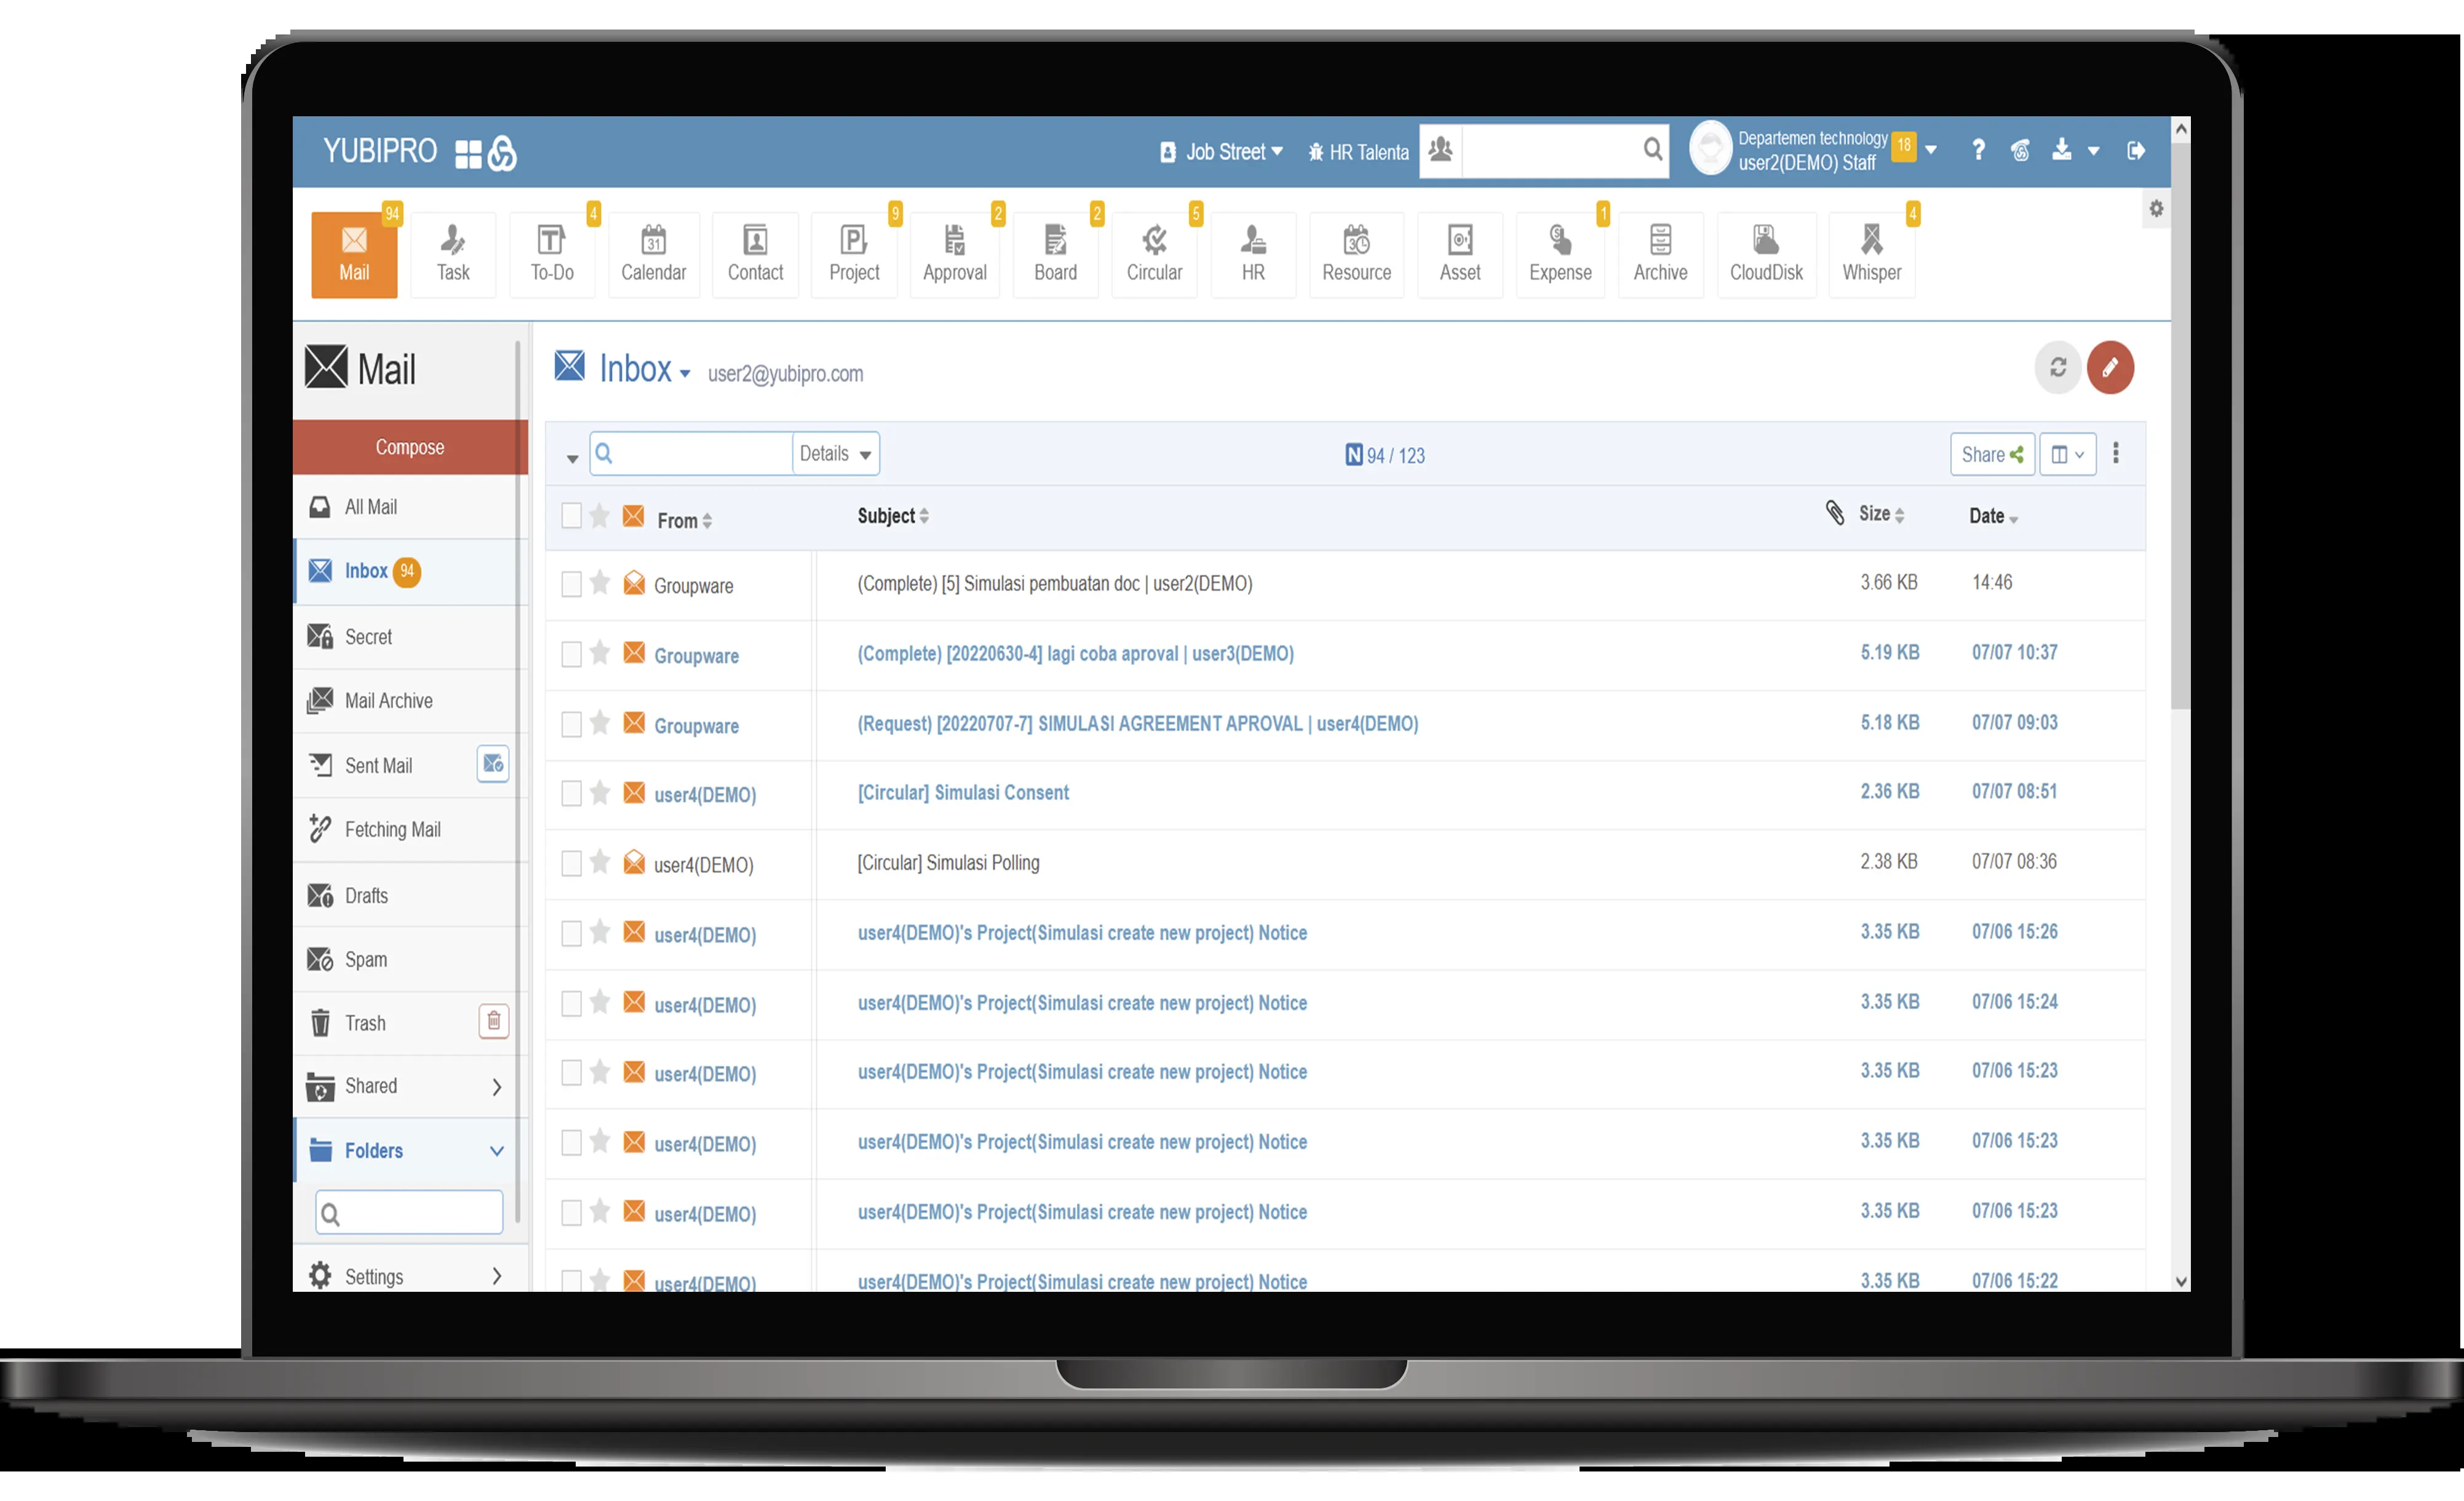 YUBIPRO Job Street HR Talenta Departemen technology 18
user2(DEMO) Staff
94 4 9 2 2 5 1 4
Mail Task To-Do Calendar Contact Project Approval Board Circular HR Resource Asset Expense Archive CloudDisk Whisper
Mail
Compose
All Mail
Inbox 94
Secret
Mail Archive
Sent Mail
Fetching Mail
Drafts
Spam
Trash
Shared
Folders
Settings
Inbox user2@yubipro.com
Details N 94 / 123 Share
From Subject Size Date
Groupware (Complete) [5] Simulasi pembuatan doc | user2(DEMO) 3.66 KB 14:46
Groupware (Complete) [20220630-4] lagi coba aproval | user3(DEMO) 5.19 KB 07/07 10:37
Groupware (Request) [20220707-7] SIMULASI AGREEMENT APROVAL | user4(DEMO) 5.18 KB 07/07 09:03
user4(DEMO) [Circular] Simulasi Consent 2.36 KB 07/07 08:51
user4(DEMO) [Circular] Simulasi Polling 2.38 KB 07/07 08:36
user4(DEMO) user4(DEMO)'s Project(Simulasi create new project) Notice 3.35 KB 07/06 15:26
user4(DEMO) user4(DEMO)'s Project(Simulasi create new project) Notice 3.35 KB 07/06 15:24
user4(DEMO) user4(DEMO)'s Project(Simulasi create new project) Notice 3.35 KB 07/06 15:23
user4(DEMO) user4(DEMO)'s Project(Simulasi create new project) Notice 3.35 KB 07/06 15:23
user4(DEMO) user4(DEMO)'s Project(Simulasi create new project) Notice 3.35 KB 07/06 15:23
user4(DEMO) user4(DEMO)'s Project(Simulasi create new project) Notice 3.35 KB 07/06 15:22